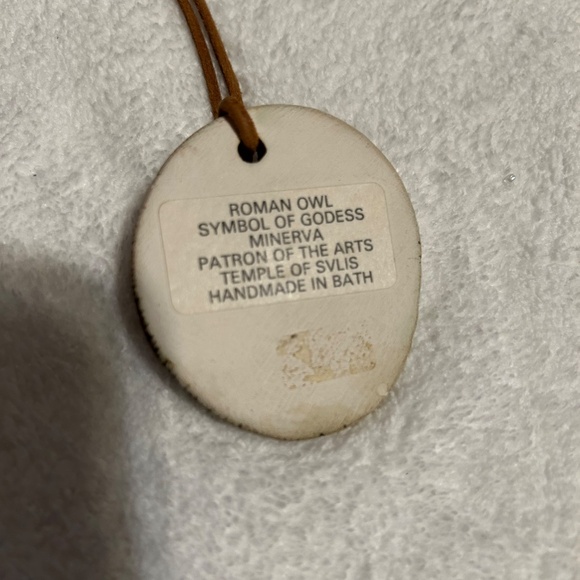 ROMAN OWL
SYMBOL OF GODESS
MINERVA
PATRON OF THE ARTS
TEMPLE OF SVLIS
HANDMADE IN BATH